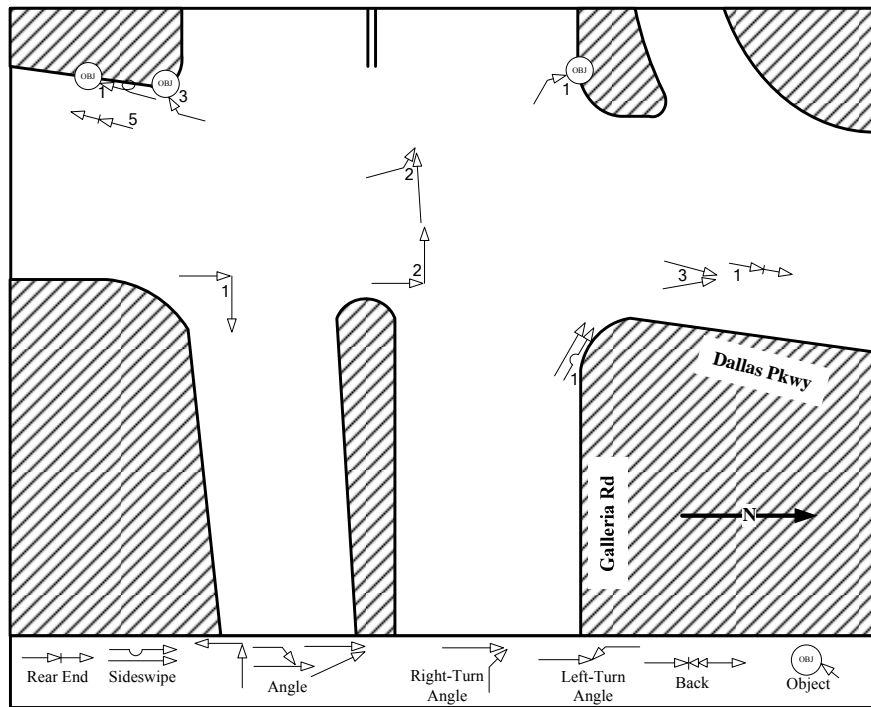 OBJ
OBJ
1
3
5
OBJ
1
2
1
2
3
1
1
Dallas Pkwy
Galleria Rd
N
Rear End
Sideswipe
Angle
Right-Turn
Angle
Left-Turn
Angle
Back
OBJ
Object